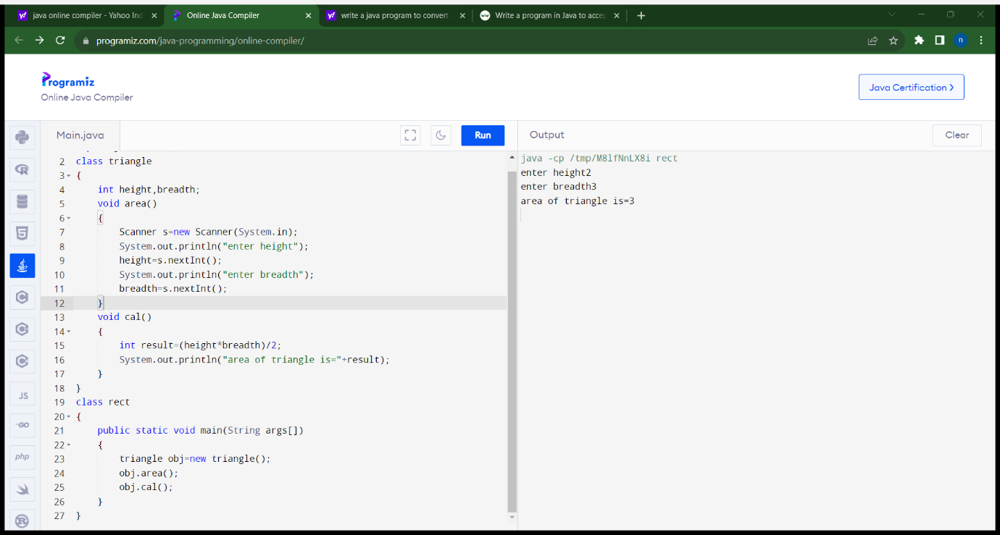 java online compiler - Yahoo Ind
Online Java Compiler
write a java program to convert
Write a program in Java to accep
programiz.com/java-programming/online-compiler/
n
Programiz
Online Java Compiler
Java Certification >
Main.java
Run
Output
Clear
2 class triangle
3 {
4 int height,breadth;
5 void area()
6 {
7 Scanner s=new Scanner(System.in);
8 System.out.println("enter height");
9 height=s.nextInt();
10 System.out.println("enter breadth");
11 breadth=s.nextInt();
12 }
13 void cal()
14 {
15 int result=(height*breadth)/2;
16 System.out.println("area of triangle is="+result);
17 }
18 }
19 class rect
20 {
21 public static void main(String args[])
22 {
23 triangle obj=new triangle();
24 obj.area();
25 obj.cal();
26 }
27 }
java -cp /tmp/M8lfNnLX8i rect
enter height2
enter breadth3
area of triangle is=3
JS
GO
php